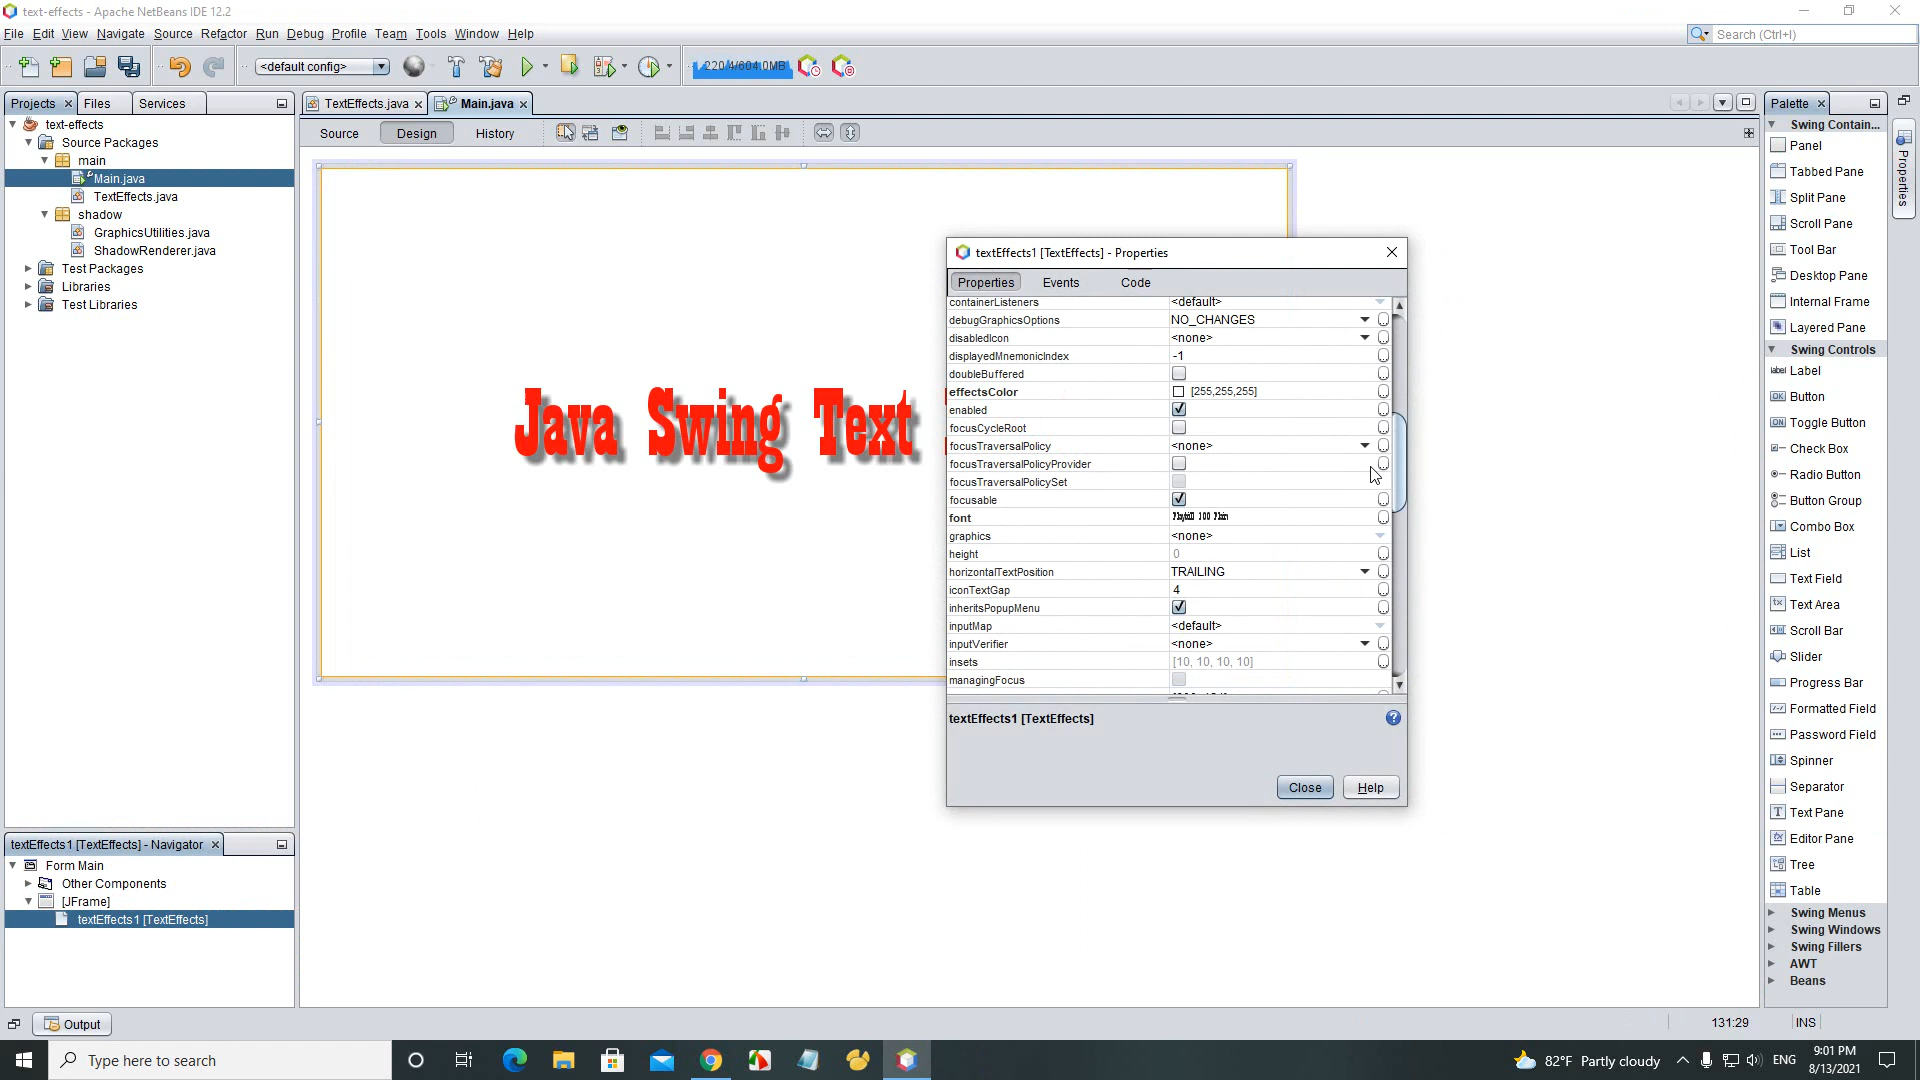 text-effects - Apache NetBeans IDE 12.2
File Edit View Navigate Source Refactor Run Debug Profile Team Tools Window Help
Search (Ctrl+I)
<default config>
220.4/604.0MB
Projects Files Services
TextEffects.java Main.java
Palette
Source Design History
text-effects
Source Packages
main
Main.java
TextEffects.java
shadow
GraphicsUtilities.java
ShadowRenderer.java
Test Packages
Libraries
Test Libraries
Java Swing Text
textEffects1 [TextEffects] - Properties
Properties Events Code
containerListeners <default>
debugGraphicsOptions NO_CHANGES
disabledIcon <none>
displayedMnemonicIndex -1
doubleBuffered
effectsColor [255,255,255]
enabled
focusCycleRoot
focusTraversalPolicy <none>
focusTraversalPolicyProvider
focusTraversalPolicySet
focusable
font Playbill 100 Plain
graphics <none>
height 0
horizontalTextPosition TRAILING
iconTextGap 4
inheritsPopupMenu
inputMap <default>
inputVerifier <none>
insets [10, 10, 10, 10]
managingFocus
textEffects1 [TextEffects]
Close Help
Swing Contain...
Panel
Tabbed Pane
Split Pane
Scroll Pane
Tool Bar
Desktop Pane
Internal Frame
Layered Pane
Swing Controls
Label
Button
Toggle Button
Check Box
Radio Button
Button Group
Combo Box
List
Text Field
Text Area
Scroll Bar
Slider
Progress Bar
Formatted Field
Password Field
Spinner
Separator
Text Pane
Editor Pane
Tree
Table
Swing Menus
Swing Windows
Swing Fillers
AWT
Beans
Properties
textEffects1 [TextEffects] - Navigator
Form Main
Other Components
[JFrame]
textEffects1 [TextEffects]
Output
131:29 INS
Type here to search
82°F Partly cloudy
ENG
9:01 PM
8/13/2021